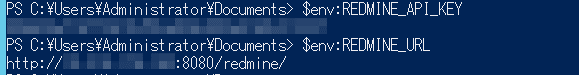 PS C:¥Users¥Administrator¥Documents> $env:REDMINE_API_KEY
PS C:¥Users¥Administrator¥Documents> $env:REDMINE_URL
http:// :8080/redmine/